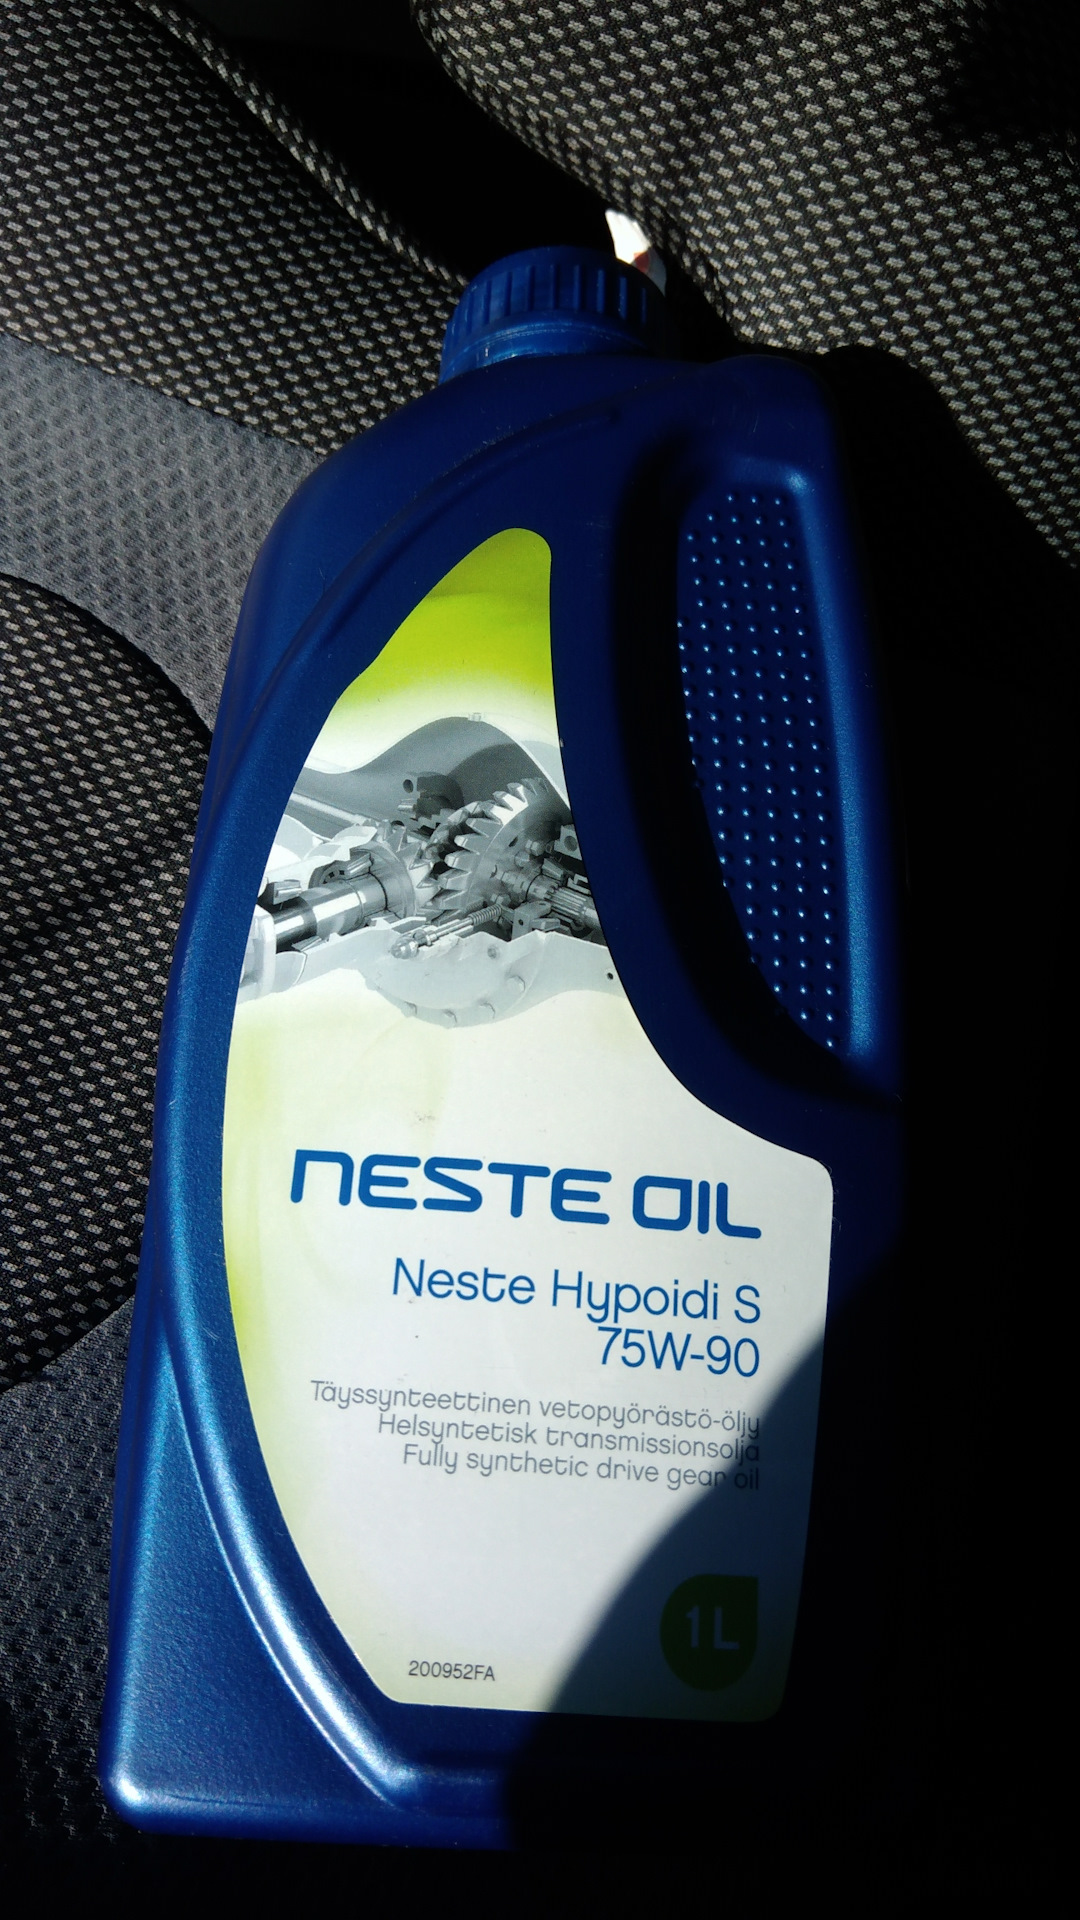 NESTE OIL
Neste Hypoidi S
75W-90
Täyssynteettinen vetopyörästö-öljy
Helsyntetisk transmissionsolja
Fully synthetic drive gear oil
1L
200952FA